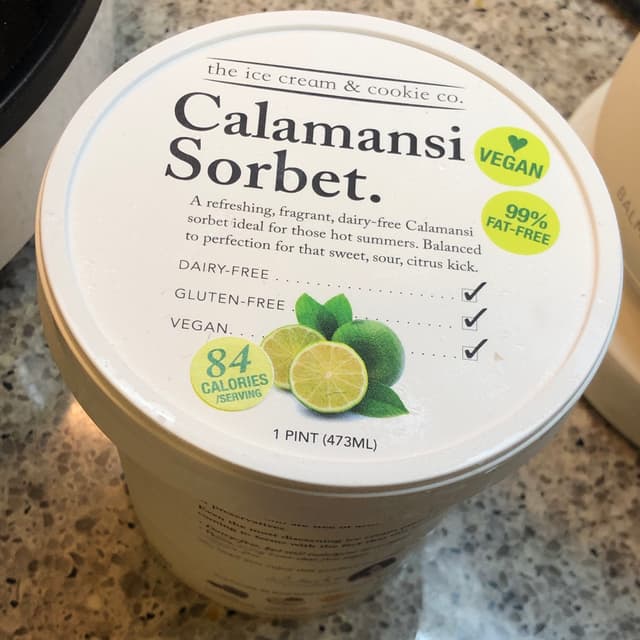 the ice cream & cookie co.
Calamansi
Sorbet.
VEGAN
99%
FAT-FREE
A refreshing, fragrant, dairy-free Calamansi
sorbet ideal for those hot summers. Balanced
to perfection for that sweet, sour, citrus kick.
DAIRY-FREE
GLUTEN-FREE
VEGAN
84
CALORIES
/SERVING
1 PINT (473ML)